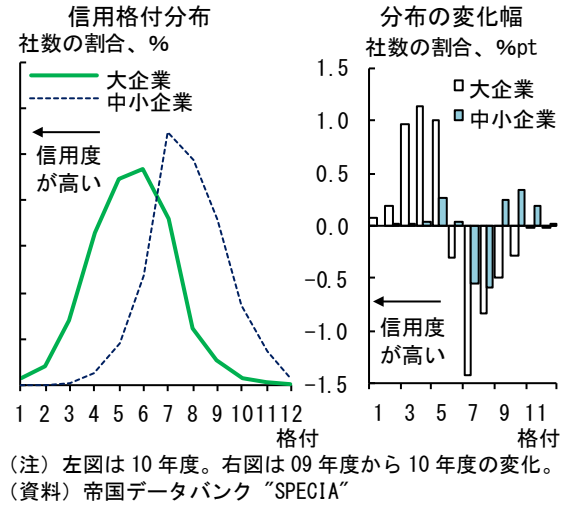 信用格付分布
社数の割合、%
大企業
中小企業
信用度
が高い
1 2 3 4 5 6 7 8 9 10 11 12
格付
分布の変化幅
社数の割合、%pt
1.5
1.0
0.5
0.0
-0.5
-1.0
-1.5
大企業
中小企業
信用度
が高い
1 3 5 7 9 11
格付
（注）左図は 10 年度。右図は 09 年度から 10 年度の変化。
（資料）帝国データバンク "SPECIA"